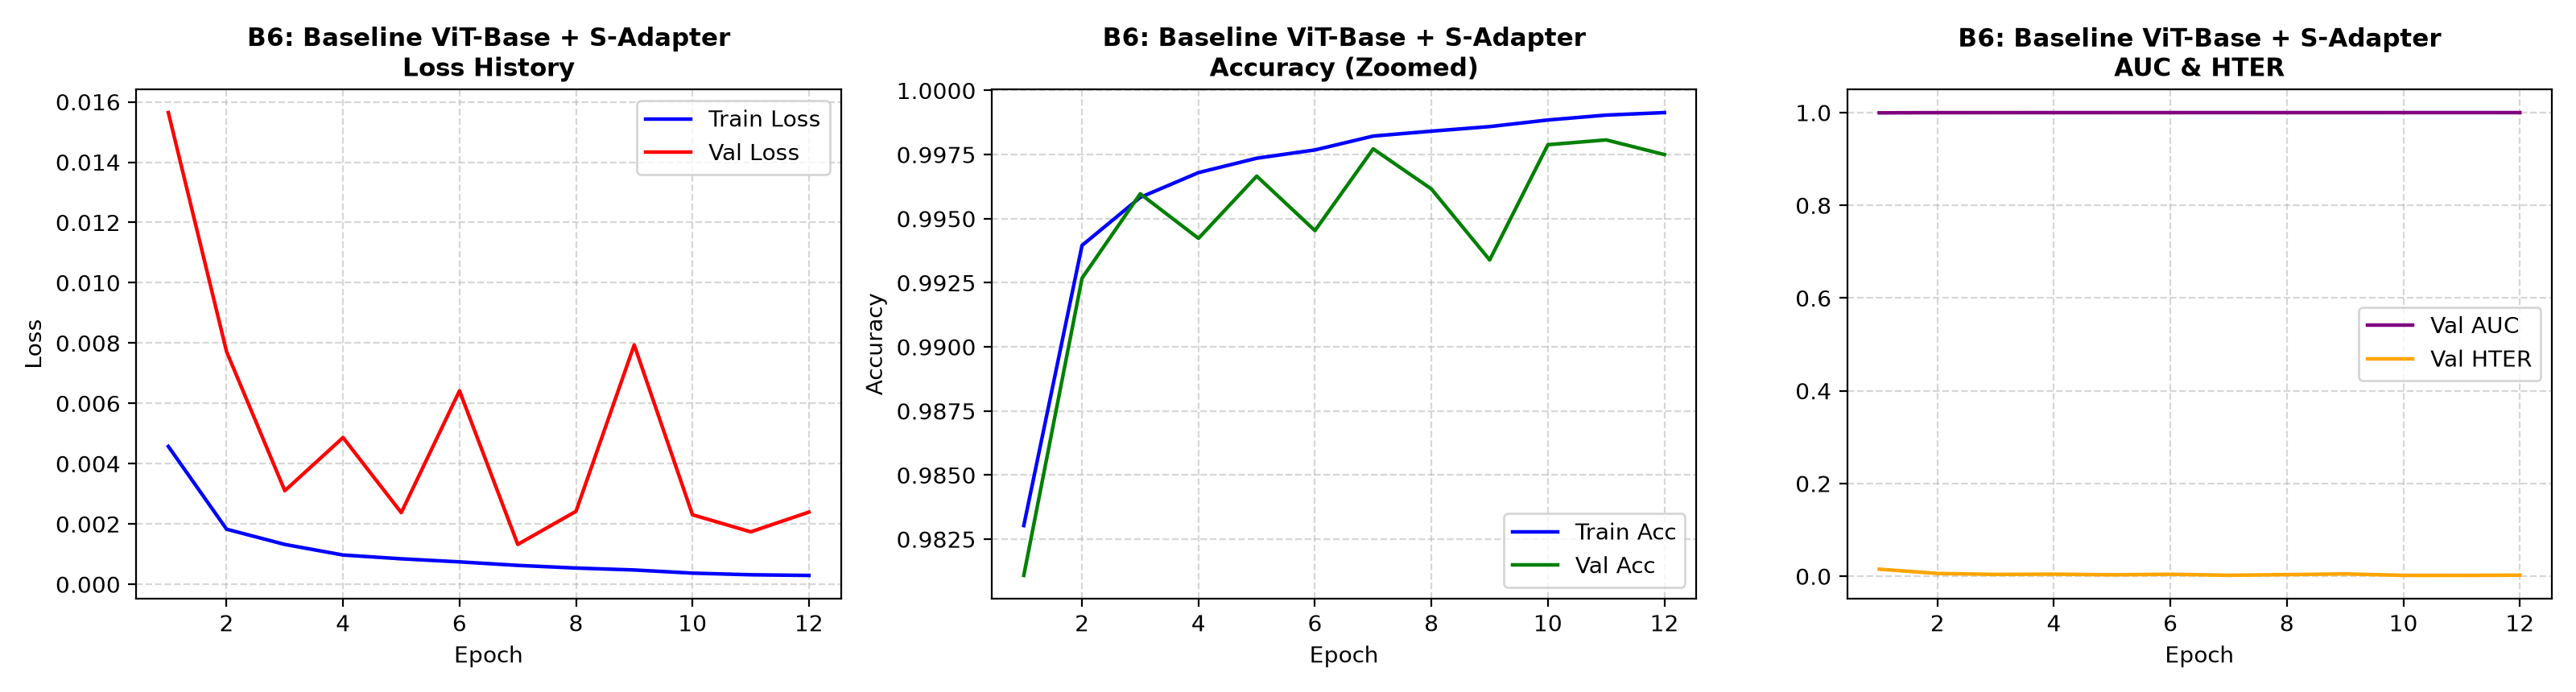 B6: Baseline ViT-Base + S-Adapter
Loss History
0.016
0.014
0.012
0.010
0.008
0.006
0.004
0.002
0.000
Loss
2 4 6 8 10 12
Epoch
Train Loss
Val Loss
B6: Baseline ViT-Base + S-Adapter
Accuracy (Zoomed)
1.0000
0.9975
0.9950
0.9925
0.9900
0.9875
0.9850
0.9825
Accuracy
2 4 6 8 10 12
Epoch
Train Acc
Val Acc
B6: Baseline ViT-Base + S-Adapter
AUC & HTER
1.0
0.8
0.6
0.4
0.2
0.0
2 4 6 8 10 12
Epoch
Val AUC
Val HTER